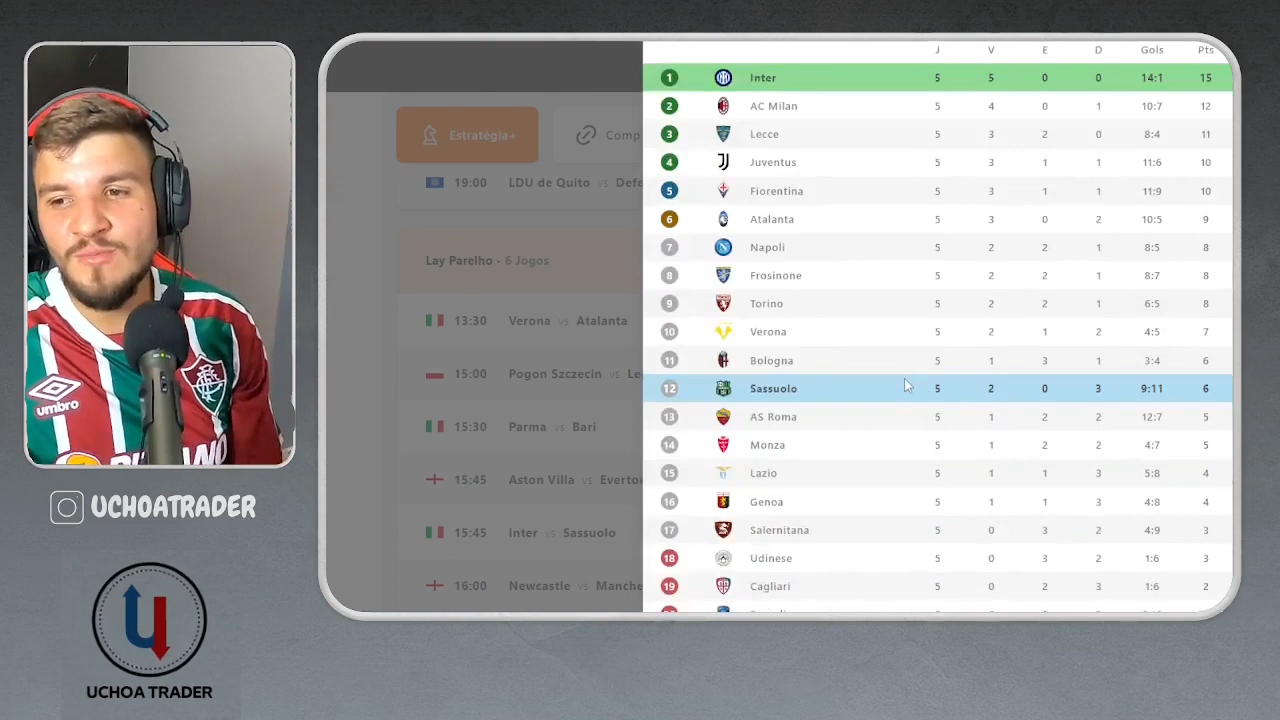 umbro
UCHOATRADER
UCHOA TRADER
Estratégia+
Comp
19:00 LDU de Quito vs Defe
Lay Parelho - 6 Jogos
13:30 Verona vs Atalanta
15:00 Pogon Szczecin vs Le
15:30 Parma vs Bari
15:45 Aston Villa vs Everto
15:45 Inter vs Sassuolo
16:00 Newcastle vs Manche
J V E D Gols Pts
1 Inter 5 5 0 0 14:1 15
2 AC Milan 5 4 0 1 10:7 12
3 Lecce 5 3 2 0 8:4 11
4 Juventus 5 3 1 1 11:6 10
5 Fiorentina 5 3 1 1 11:9 10
6 Atalanta 5 3 0 2 10:5 9
7 Napoli 5 2 2 1 8:5 8
8 Frosinone 5 2 2 1 8:7 8
9 Torino 5 2 2 1 6:5 8
10 Verona 5 2 1 2 4:5 7
11 Bologna 5 1 3 1 3:4 6
12 Sassuolo 5 2 0 3 9:11 6
13 AS Roma 5 1 2 2 12:7 5
14 Monza 5 1 2 2 4:7 5
15 Lazio 5 1 1 3 5:8 4
16 Genoa 5 1 1 3 4:8 4
17 Salernitana 5 0 3 2 4:9 3
18 Udinese 5 0 3 2 1:6 3
19 Cagliari 5 0 2 3 1:6 2